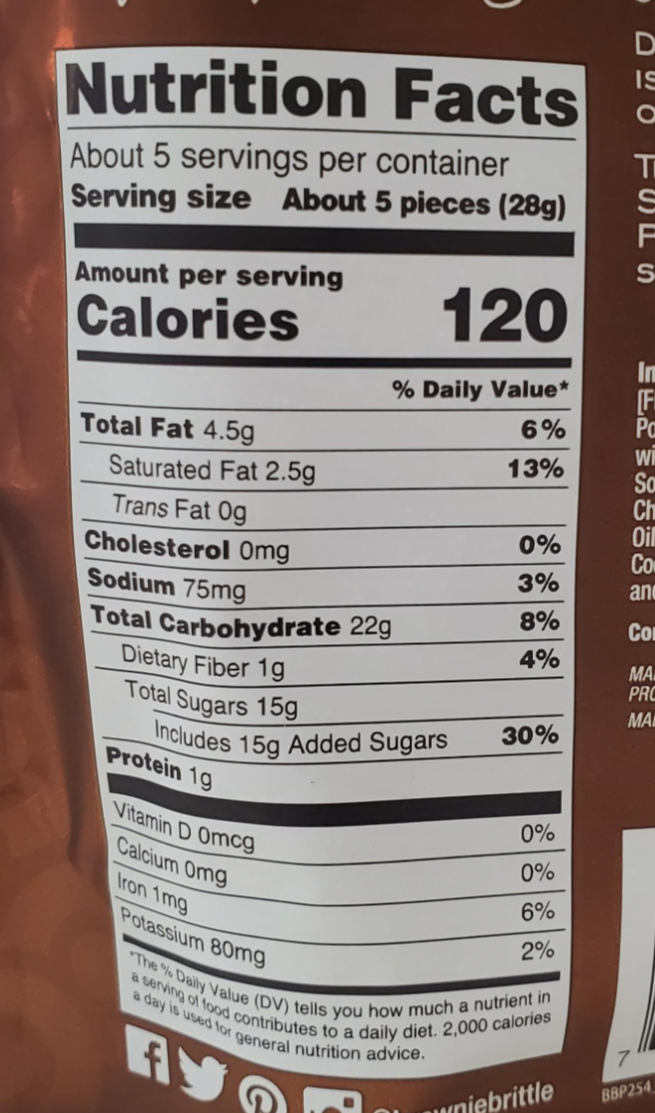 Nutrition Facts
About 5 servings per container
Serving size About 5 pieces (28g)
Amount per serving
Calories 120
% Daily Value*
Total Fat 4.5g 6%
Saturated Fat 2.5g 13%
Trans Fat 0g
Cholesterol 0mg 0%
Sodium 75mg 3%
Total Carbohydrate 22g 8%
Dietary Fiber 1g 4%
Total Sugars 15g
Includes 15g Added Sugars 30%
Protein 1g
Vitamin D 0mcg 0%
Calcium 0mg 0%
Iron 1mg 6%
Potassium 80mg 2%
*The % Daily Value (DV) tells you how much a nutrient in
a serving of food contributes to a daily diet. 2,000 calories
a day is used for general nutrition advice.
wniebrittle
7
BBP254